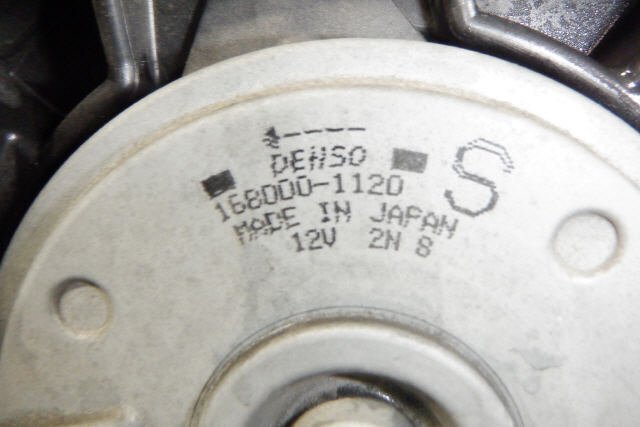 DENSO S
168000-1120
MADE IN JAPAN
12V 2N 8